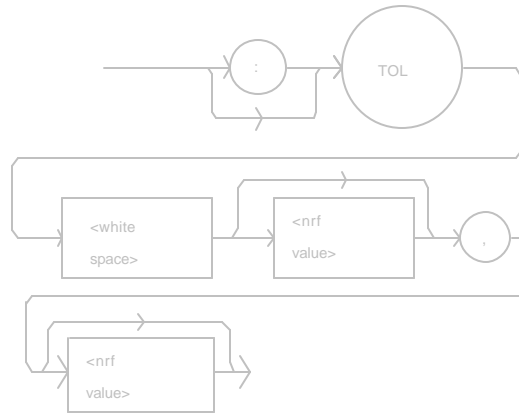 :
TOL
<white
space>
<nrf
value>
,
<nrf
value>